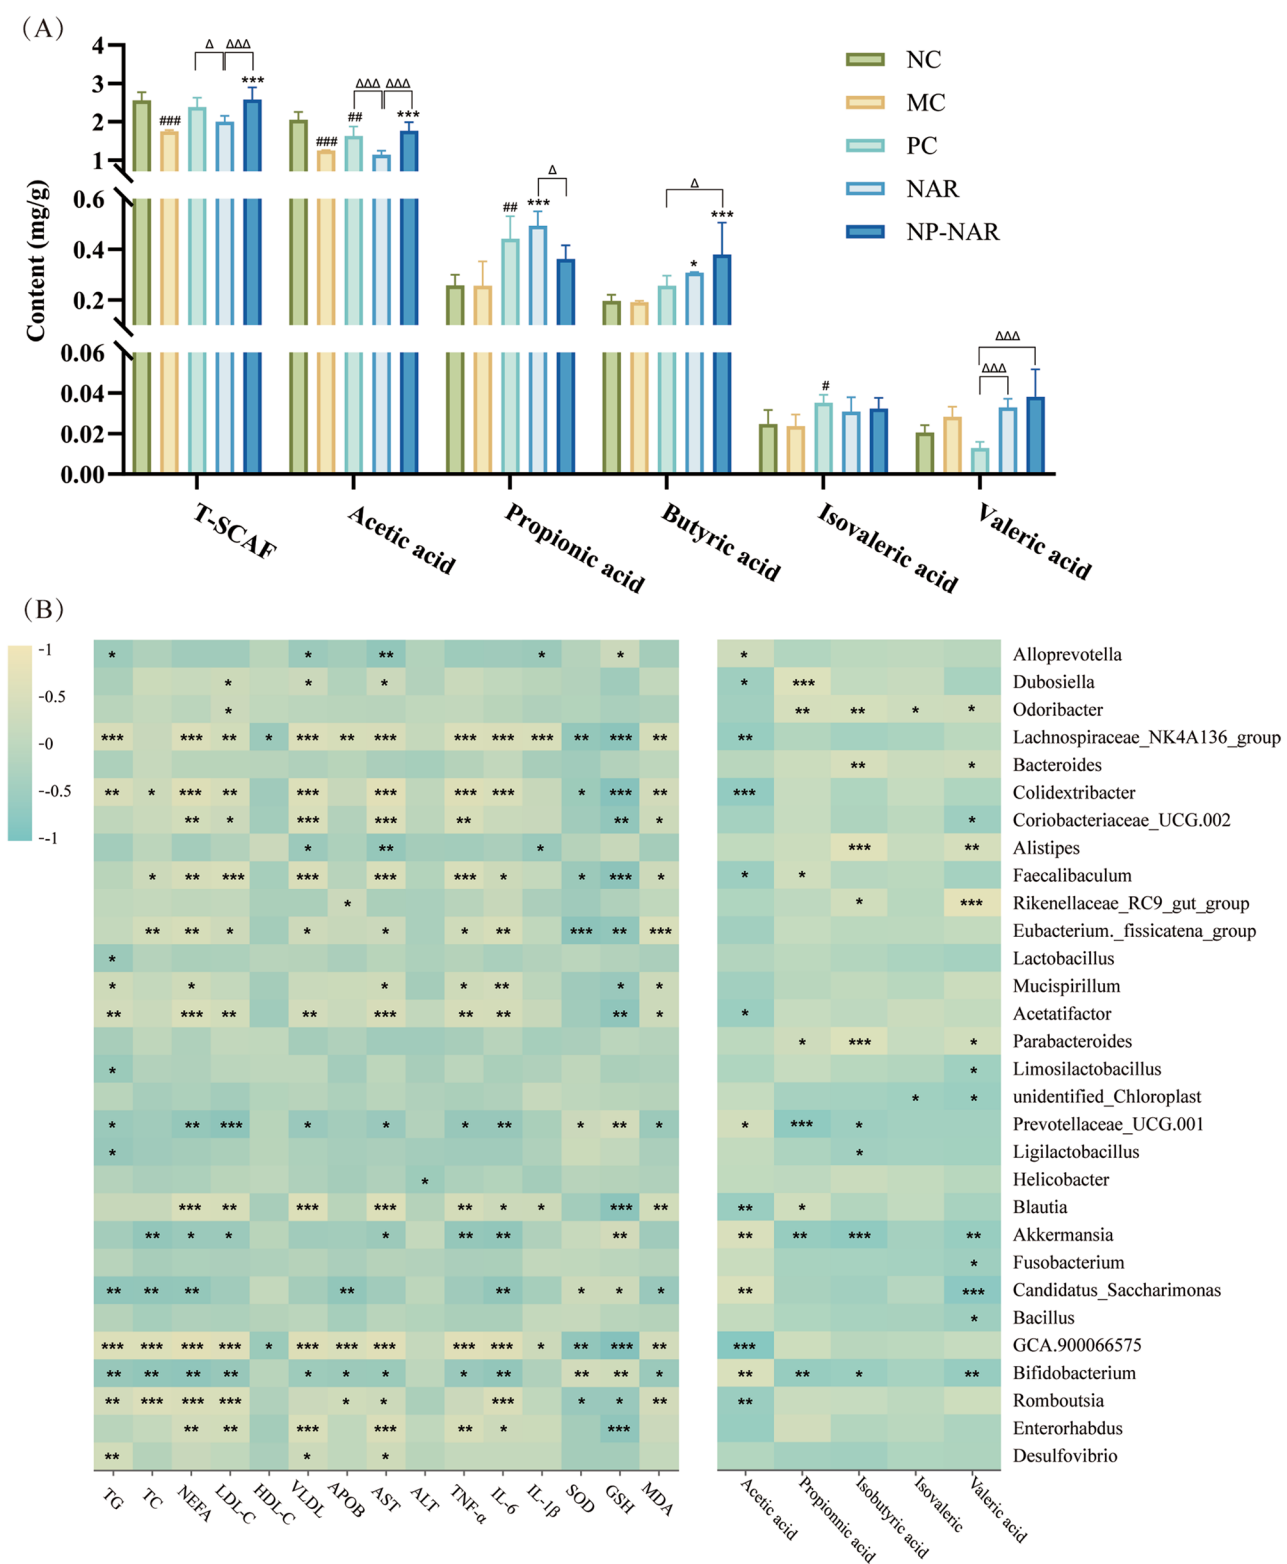 (A)
Content (mg/g)
4
3
2
1
0.6
0.4
0.2
0.06
0.04
0.02
0.00
Δ ΔΔΔ
### ***
ΔΔΔ ΔΔΔ
### ## ***
Δ
## ***
Δ
* ***
#
ΔΔΔ
ΔΔΔ
NC
MC
PC
NAR
NP-NAR
T-SCAF
Acetic acid
Propionic acid
Butyric acid
Isovaleric acid
Valeric acid
(B)
-1
-0.5
-0
--0.5
--1
* * ** * * * Alloprevotella
* * * * *** Dubosiella
* ** ** * * Odoribacter
*** *** ** * *** ** *** *** *** *** ** *** ** ** Lachnospiraceae_NK4A136_group
** * Bacteroides
** * *** ** *** *** *** *** * *** ** *** Colidextribacter
** * *** *** ** ** * * Coriobacteriaceae_UCG.002
* ** * *** ** Alistipes
* ** *** *** *** *** * * *** * * * Faecalibaculum
* * *** Rikenellaceae_RC9_gut_group
** ** * * * * ** *** ** *** Eubacterium._fissicatena_group
* Lactobacillus
* * * * ** * * Mucispirillum
** *** ** ** *** ** ** ** * * Acetatifactor
* *** * Parabacteroides
* * Limosilactobacillus
* * unidentified_Chloroplast
* ** *** * * * ** * ** * * *** * Prevotellaceae_UCG.001
* * Ligilactobacillus
* Helicobacter
*** ** *** *** ** * * *** ** ** * Blautia
** * * * ** ** ** ** ** *** ** Akkermansia
* Fusobacterium
** ** ** ** ** * * * ** *** Candidatus_Saccharimonas
* Bacillus
*** *** *** *** * *** *** *** *** *** * ** *** ** *** GCA.900066575
** ** ** ** * * * * ** ** ** * ** ** * ** Bifidobacterium
** *** *** *** * * *** * * ** ** Romboutsia
** ** *** *** ** * *** Enterorhabdus
** * * Desulfovibrio
TG
TC
NEFA
LDL-C
HDL-C
VLDL
APOB
AST
ALT
TNF-α
IL-6
IL-1β
SOD
GSH
MDA
Acetic acid
Propionnic acid
Isobutyric acid
Isovaleric
Valeric acid